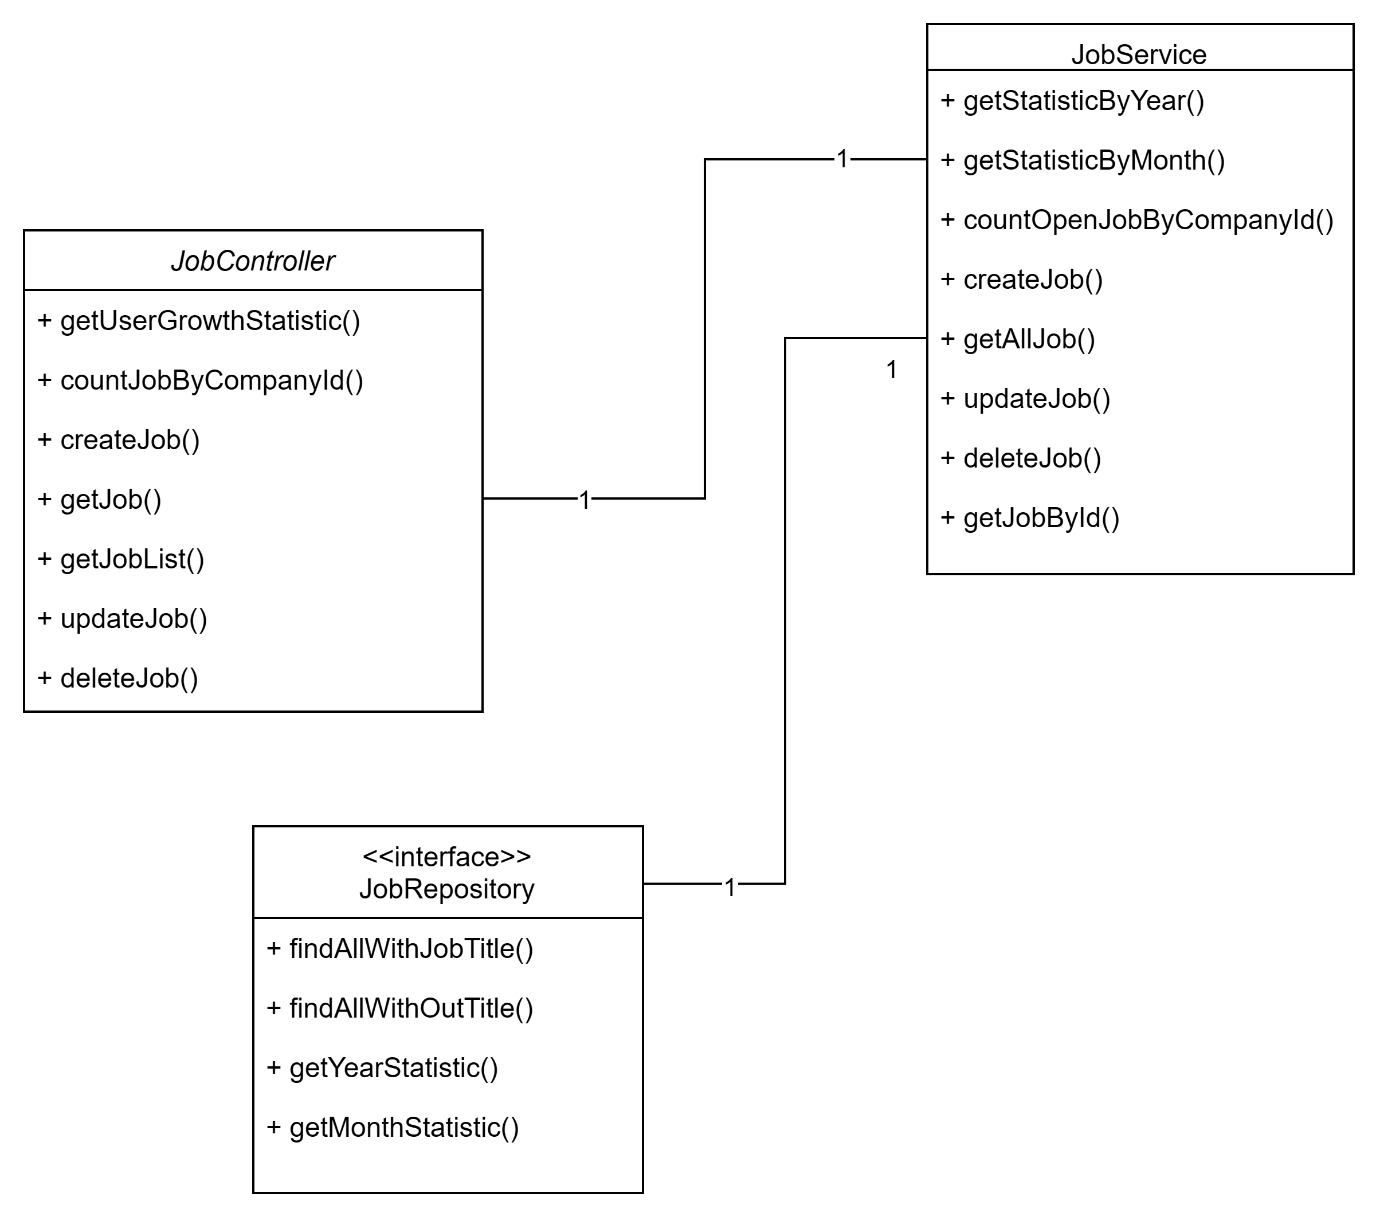 JobService
+ getStatisticByYear()
+ getStatisticByMonth()
+ countOpenJobByCompanyId()
+ createJob()
+ getAllJob()
+ updateJob()
+ deleteJob()
+ getJobById()
1
1
JobController
+ getUserGrowthStatistic()
+ countJobByCompanyId()
+ createJob()
+ getJob()
+ getJobList()
+ updateJob()
+ deleteJob()
1
1
<<interface>>
JobRepository
+ findAllWithJobTitle()
+ findAllWithOutTitle()
+ getYearStatistic()
+ getMonthStatistic()